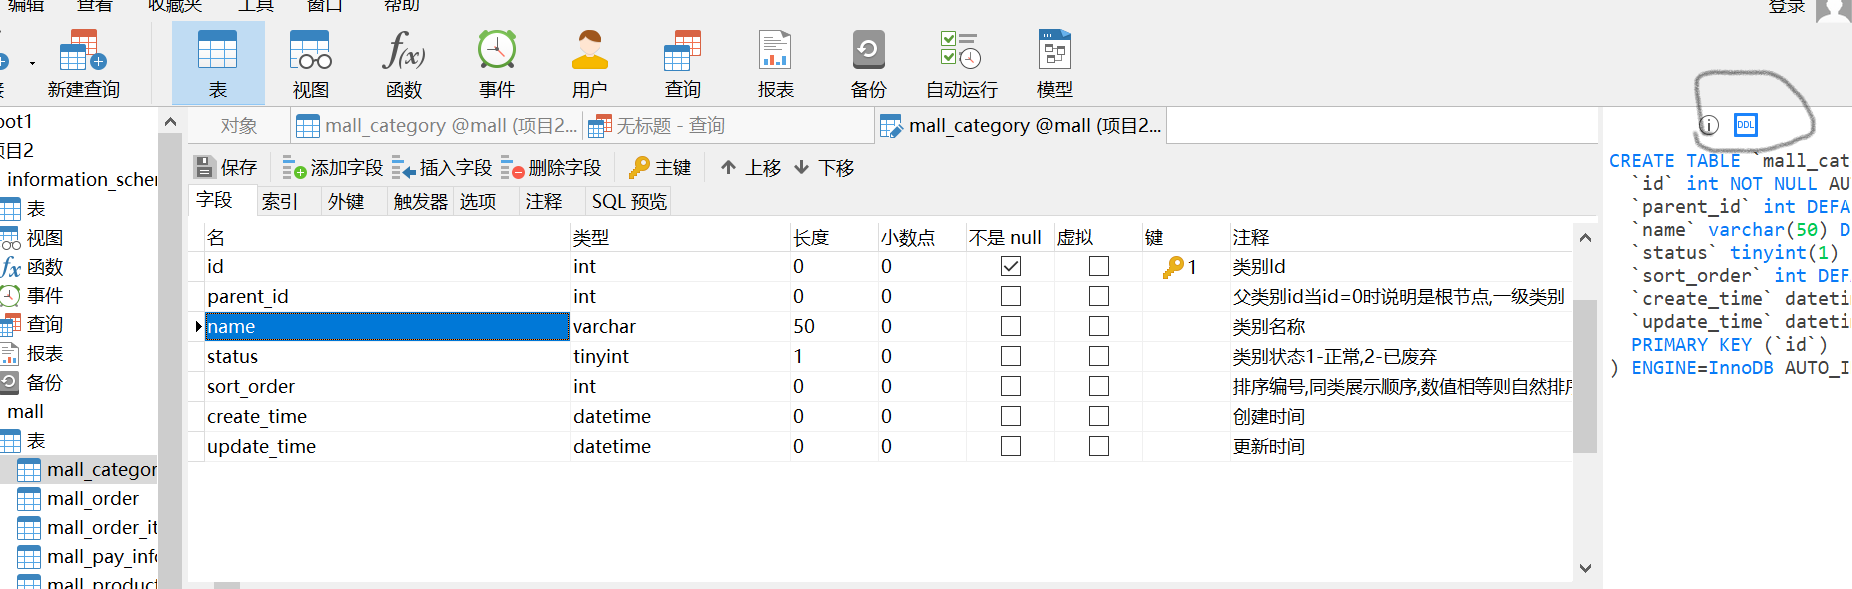 编辑 查看 收藏夹 工具 窗口 帮助 登录
新建查询 表 视图 函数 事件 用户 查询 报表 备份 自动运行 模型
对象 mall_category @mall (项目2... 无标题 - 查询 mall_category @mall (项目2...
保存 添加字段 插入字段 删除字段 主键 上移 下移
字段 索引 外键 触发器 选项 注释 SQL 预览
名 类型 长度 小数点 不是 null 虚拟 键 注释
id int 0 0 1 类别Id
parent_id int 0 0 父类别id当id=0时说明是根节点,一级类别
name varchar 50 0 类别名称
status tinyint 1 0 类别状态1-正常,2-已废弃
sort_order int 0 0 排序编号,同类展示顺序,数值相等则自然排序
create_time datetime 0 0 创建时间
update_time datetime 0 0 更新时间
oot1
项目2
information_scher
表
视图
函数
事件
查询
报表
备份
mall
表
mall_categor
mall_order
mall_order_it
mall_pay_info
mall_product
DDL
CREATE TABLE `mall_cat
`id` int NOT NULL AU
`parent_id` int DEFA
`name` varchar(50) D
`status` tinyint(1)
`sort_order` int DEF
`create_time` dateti
`update_time` dateti
PRIMARY KEY (`id`)
) ENGINE=InnoDB AUTO_I